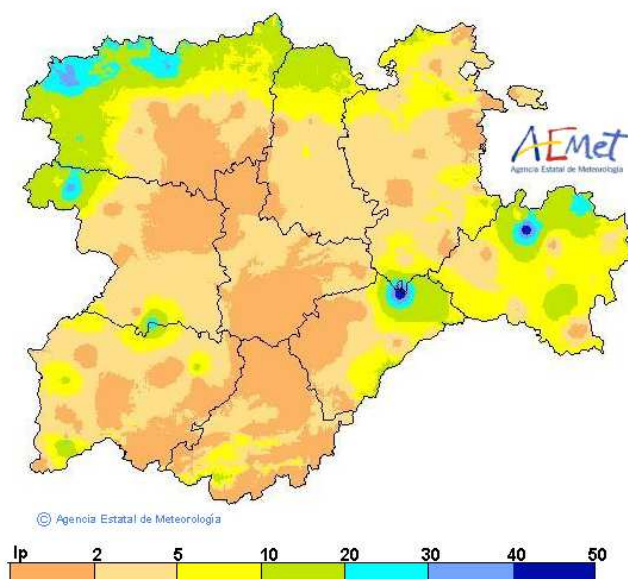 AEMet
Agencia Estatal de Meteorología
© Agencia Estatal de Meteorología
Ip 2 5 10 20 30 40 50